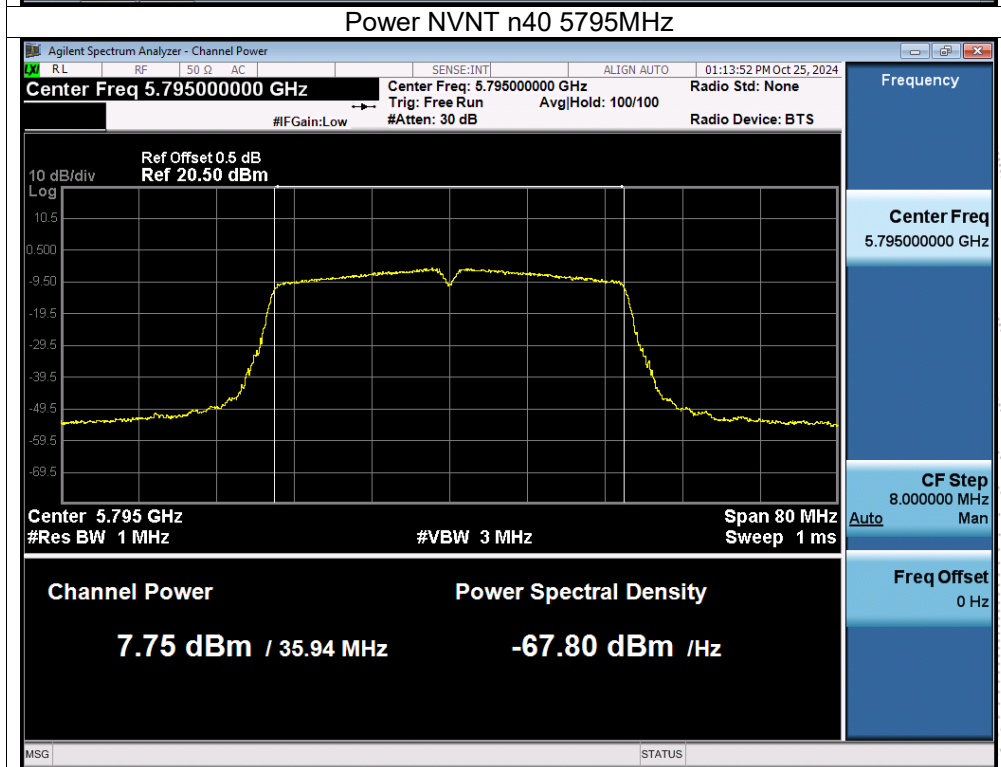 Power NVNT n40 5795MHz
Agilent Spectrum Analyzer - Channel Power
LXI RL RF 50 Ω AC SENSE:INT ALIGN AUTO 01:13:52 PM Oct 25, 2024
Center Freq 5.795000000 GHz
Center Freq: 5.795000000 GHz Radio Std: None
Trig: Free Run Avg|Hold: 100/100
#IFGain:Low #Atten: 30 dB Radio Device: BTS
Ref Offset 0.5 dB
10 dB/div Ref 20.50 dBm
Log
10.5
0.500
-9.50
-19.5
-29.5
-39.5
-49.5
-59.5
-69.5
Center 5.795 GHz Span 80 MHz
#Res BW 1 MHz #VBW 3 MHz Sweep 1 ms
Channel Power Power Spectral Density
7.75 dBm / 35.94 MHz -67.80 dBm /Hz
MSG STATUS
Frequency
Center Freq
5.795000000 GHz
CF Step
8.000000 MHz
Auto Man
Freq Offset
0 Hz